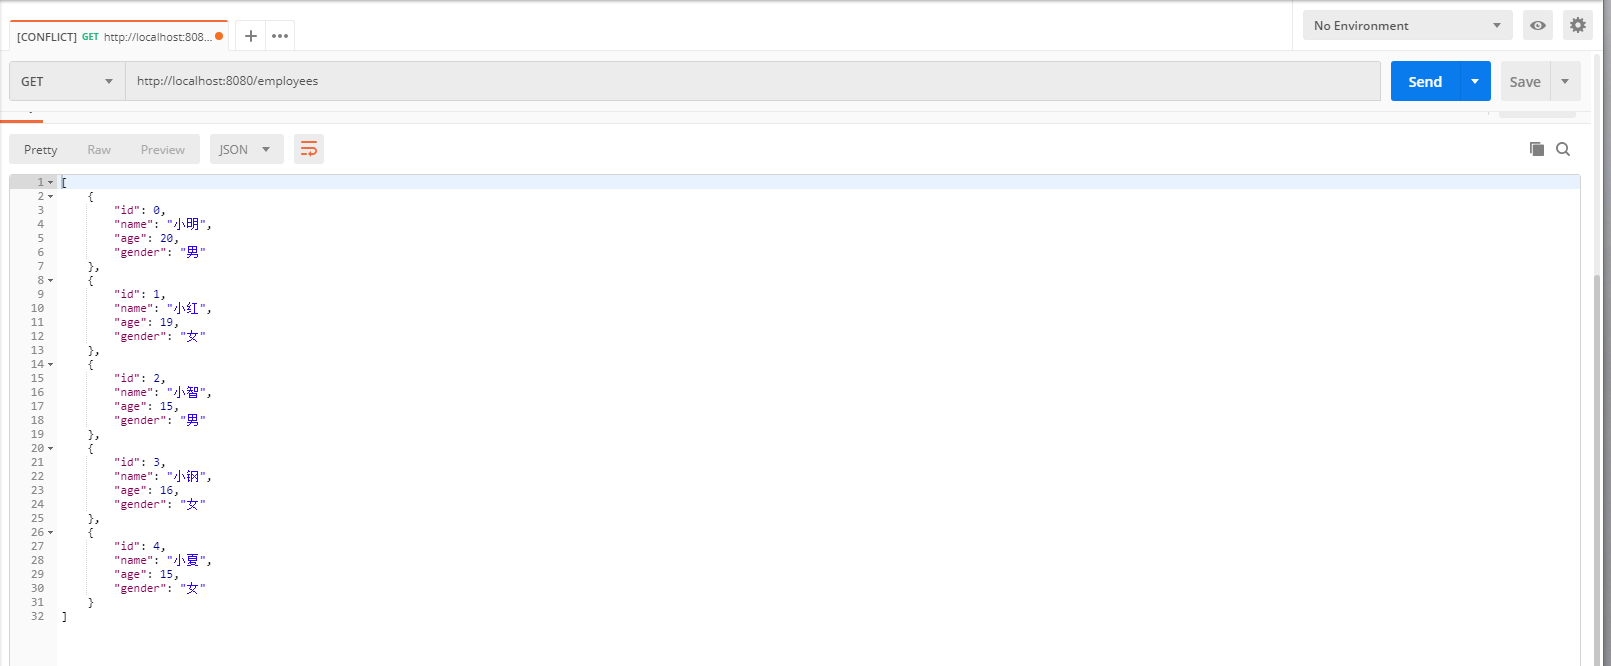 [CONFLICT] GET http://localhost:808...
No Environment
GET http://localhost:8080/employees Send Save
Pretty Raw Preview JSON
1 [
2 {
3 "id": 0,
4 "name": "小明",
5 "age": 20,
6 "gender": "男"
7 },
8 {
9 "id": 1,
10 "name": "小红",
11 "age": 19,
12 "gender": "女"
13 },
14 {
15 "id": 2,
16 "name": "小智",
17 "age": 15,
18 "gender": "男"
19 },
20 {
21 "id": 3,
22 "name": "小钢",
23 "age": 16,
24 "gender": "女"
25 },
26 {
27 "id": 4,
28 "name": "小夏",
29 "age": 15,
30 "gender": "女"
31 }
32 ]